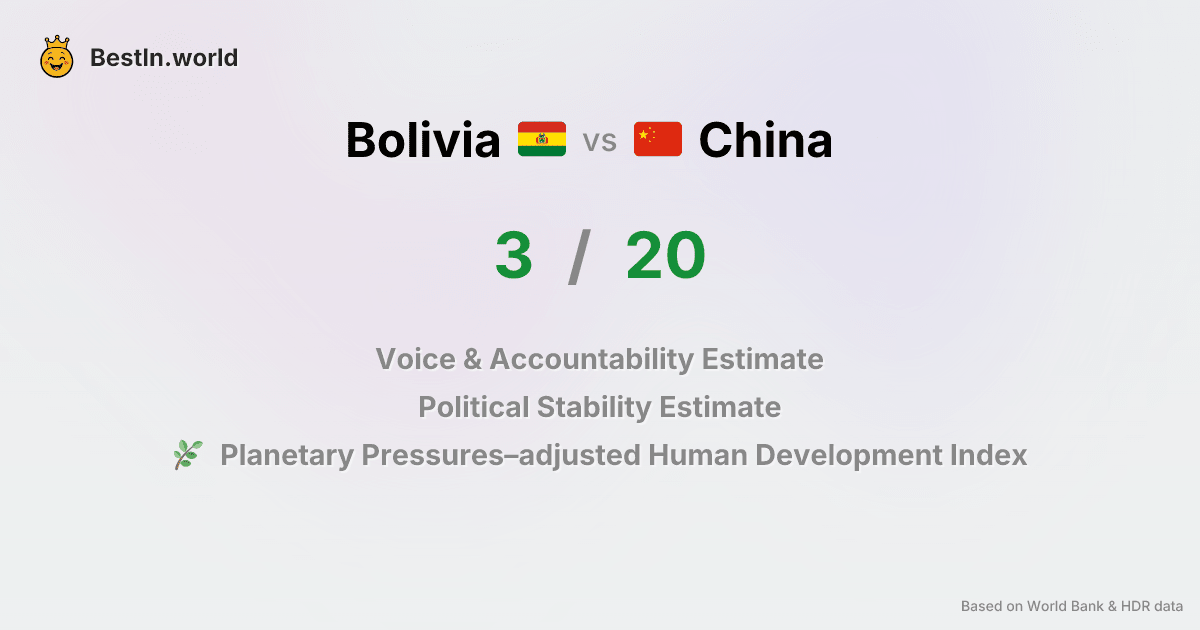 BestIn.world
Bolivia vs China
3 / 20
Voice & Accountability Estimate
Political Stability Estimate
Planetary Pressures–adjusted Human Development Index
Based on World Bank & HDR data